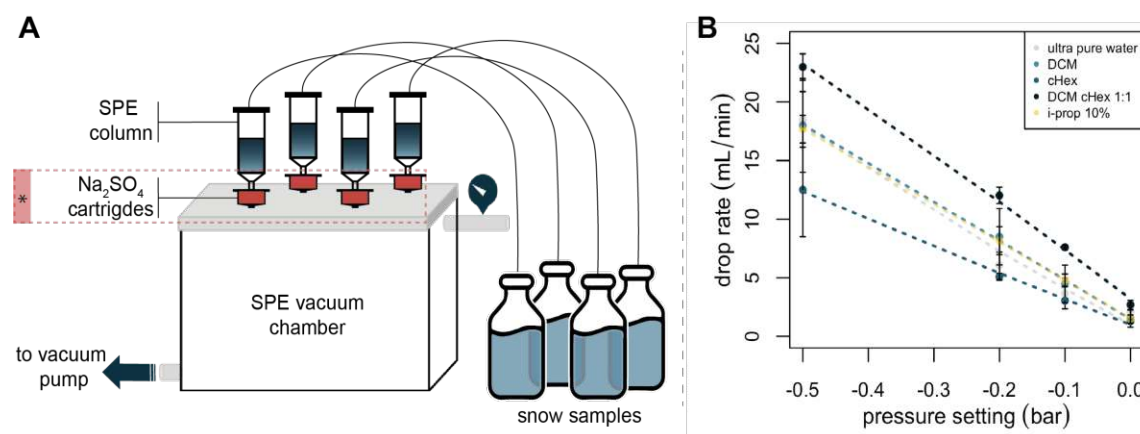 A
SPE
column
Na2SO4
cartrigdes
*
SPE vacuum
chamber
to vacuum
pump
snow samples
B
drop rate (mL/min)
25
20
15
10
5
0
ultra pure water
DCM
cHex
DCM cHex 1:1
i-prop 10%
-0.5
-0.4
-0.3
-0.2
-0.1
0.0
pressure setting (bar)